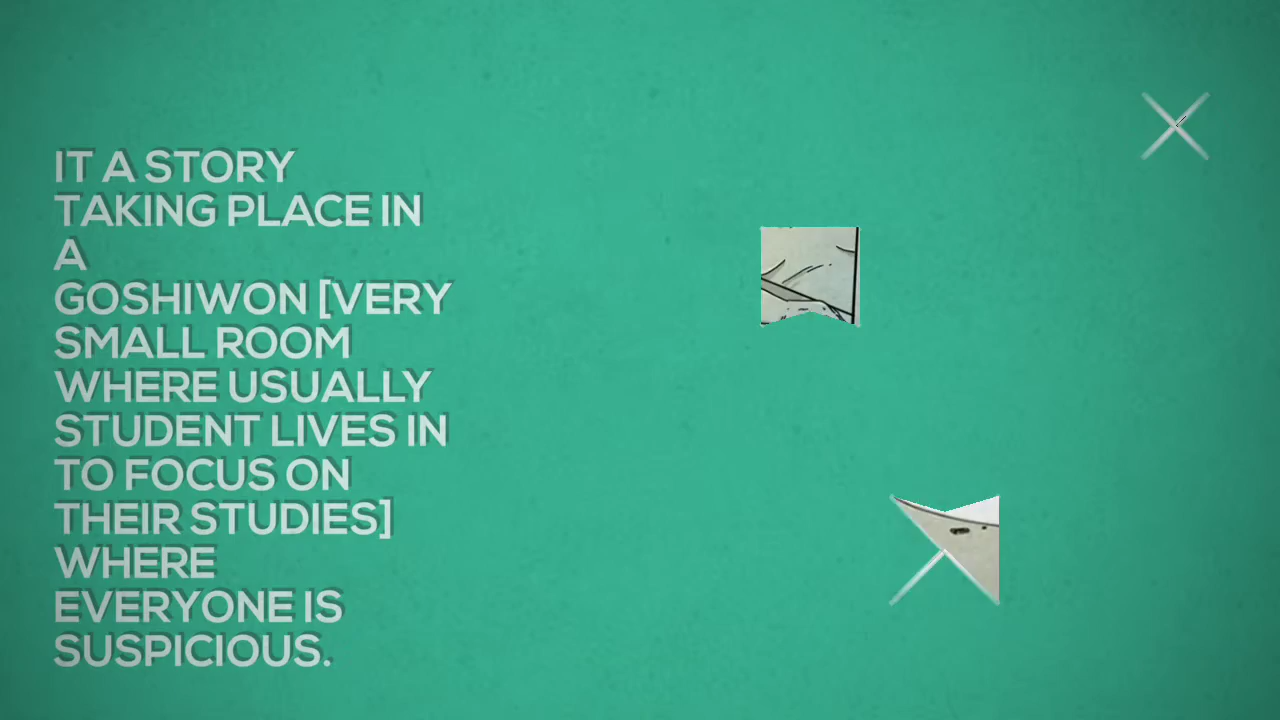 IT A STORY
TAKING PLACE IN
A
GOSHIWON [VERY
SMALL ROOM
WHERE USUALLY
STUDENT LIVES IN
TO FOCUS ON
THEIR STUDIES]
WHERE
EVERYONE IS
SUSPICIOUS.